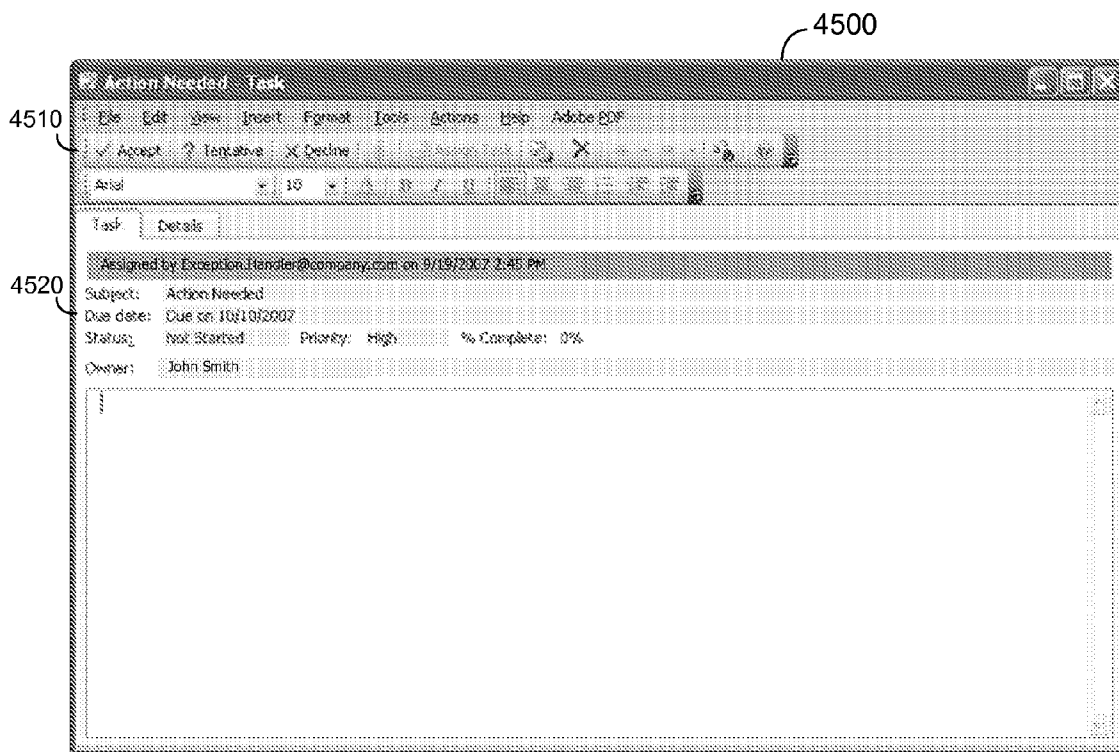 4500
Action Needed - Task
File Edit View Insert Format Tools Actions Help Adobe PDF
4510
Accept ? Tentative Decline Assign Task
Arial 10 A B I U
Task Details
Assigned by Exception.Handler@company.com on 9/19/2007 2:45 PM
4520
Subject: Action Needed
Due date: Due on 10/10/2007
Status: Not Started Priority: High % Complete: 0%
Owner: John Smith